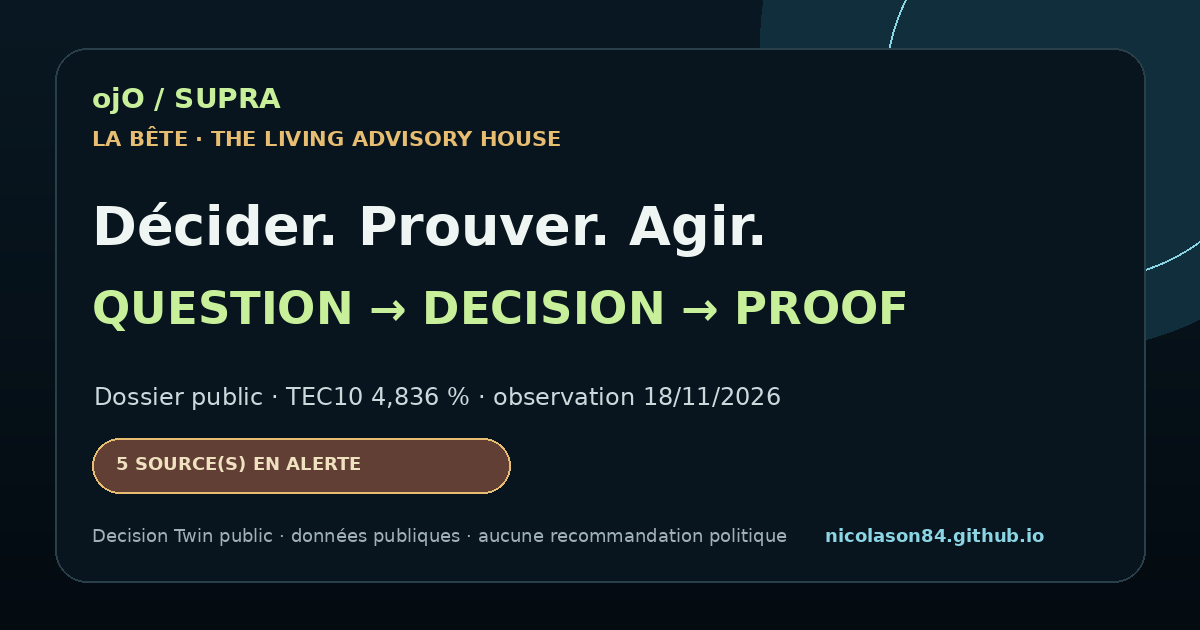 ojO / SUPRA
LA BÊTE · THE LIVING ADVISORY HOUSE
Décider. Prouver. Agir.
QUESTION → DECISION → PROOF
Dossier public · TEC10 4,836 % · observation 18/11/2026
5 SOURCE(S) EN ALERTE
Decision Twin public · données publiques · aucune recommandation politique nicolason84.github.io